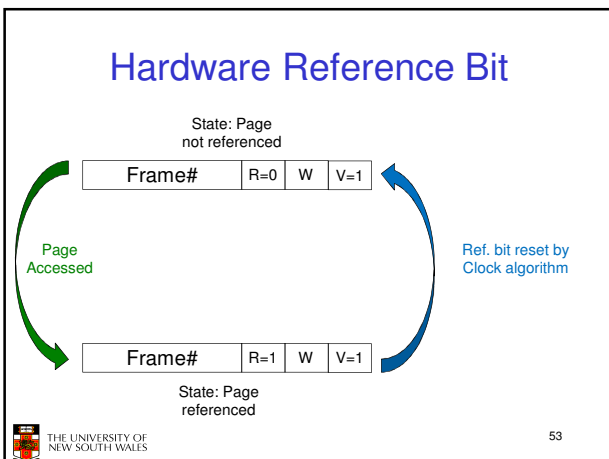 Hardware Reference Bit
State: Page
not referenced
Frame# R=0 W V=1
Page
Accessed
Ref. bit reset by
Clock algorithm
Frame# R=1 W V=1
State: Page
referenced
THE UNIVERSITY OF
NEW SOUTH WALES
53